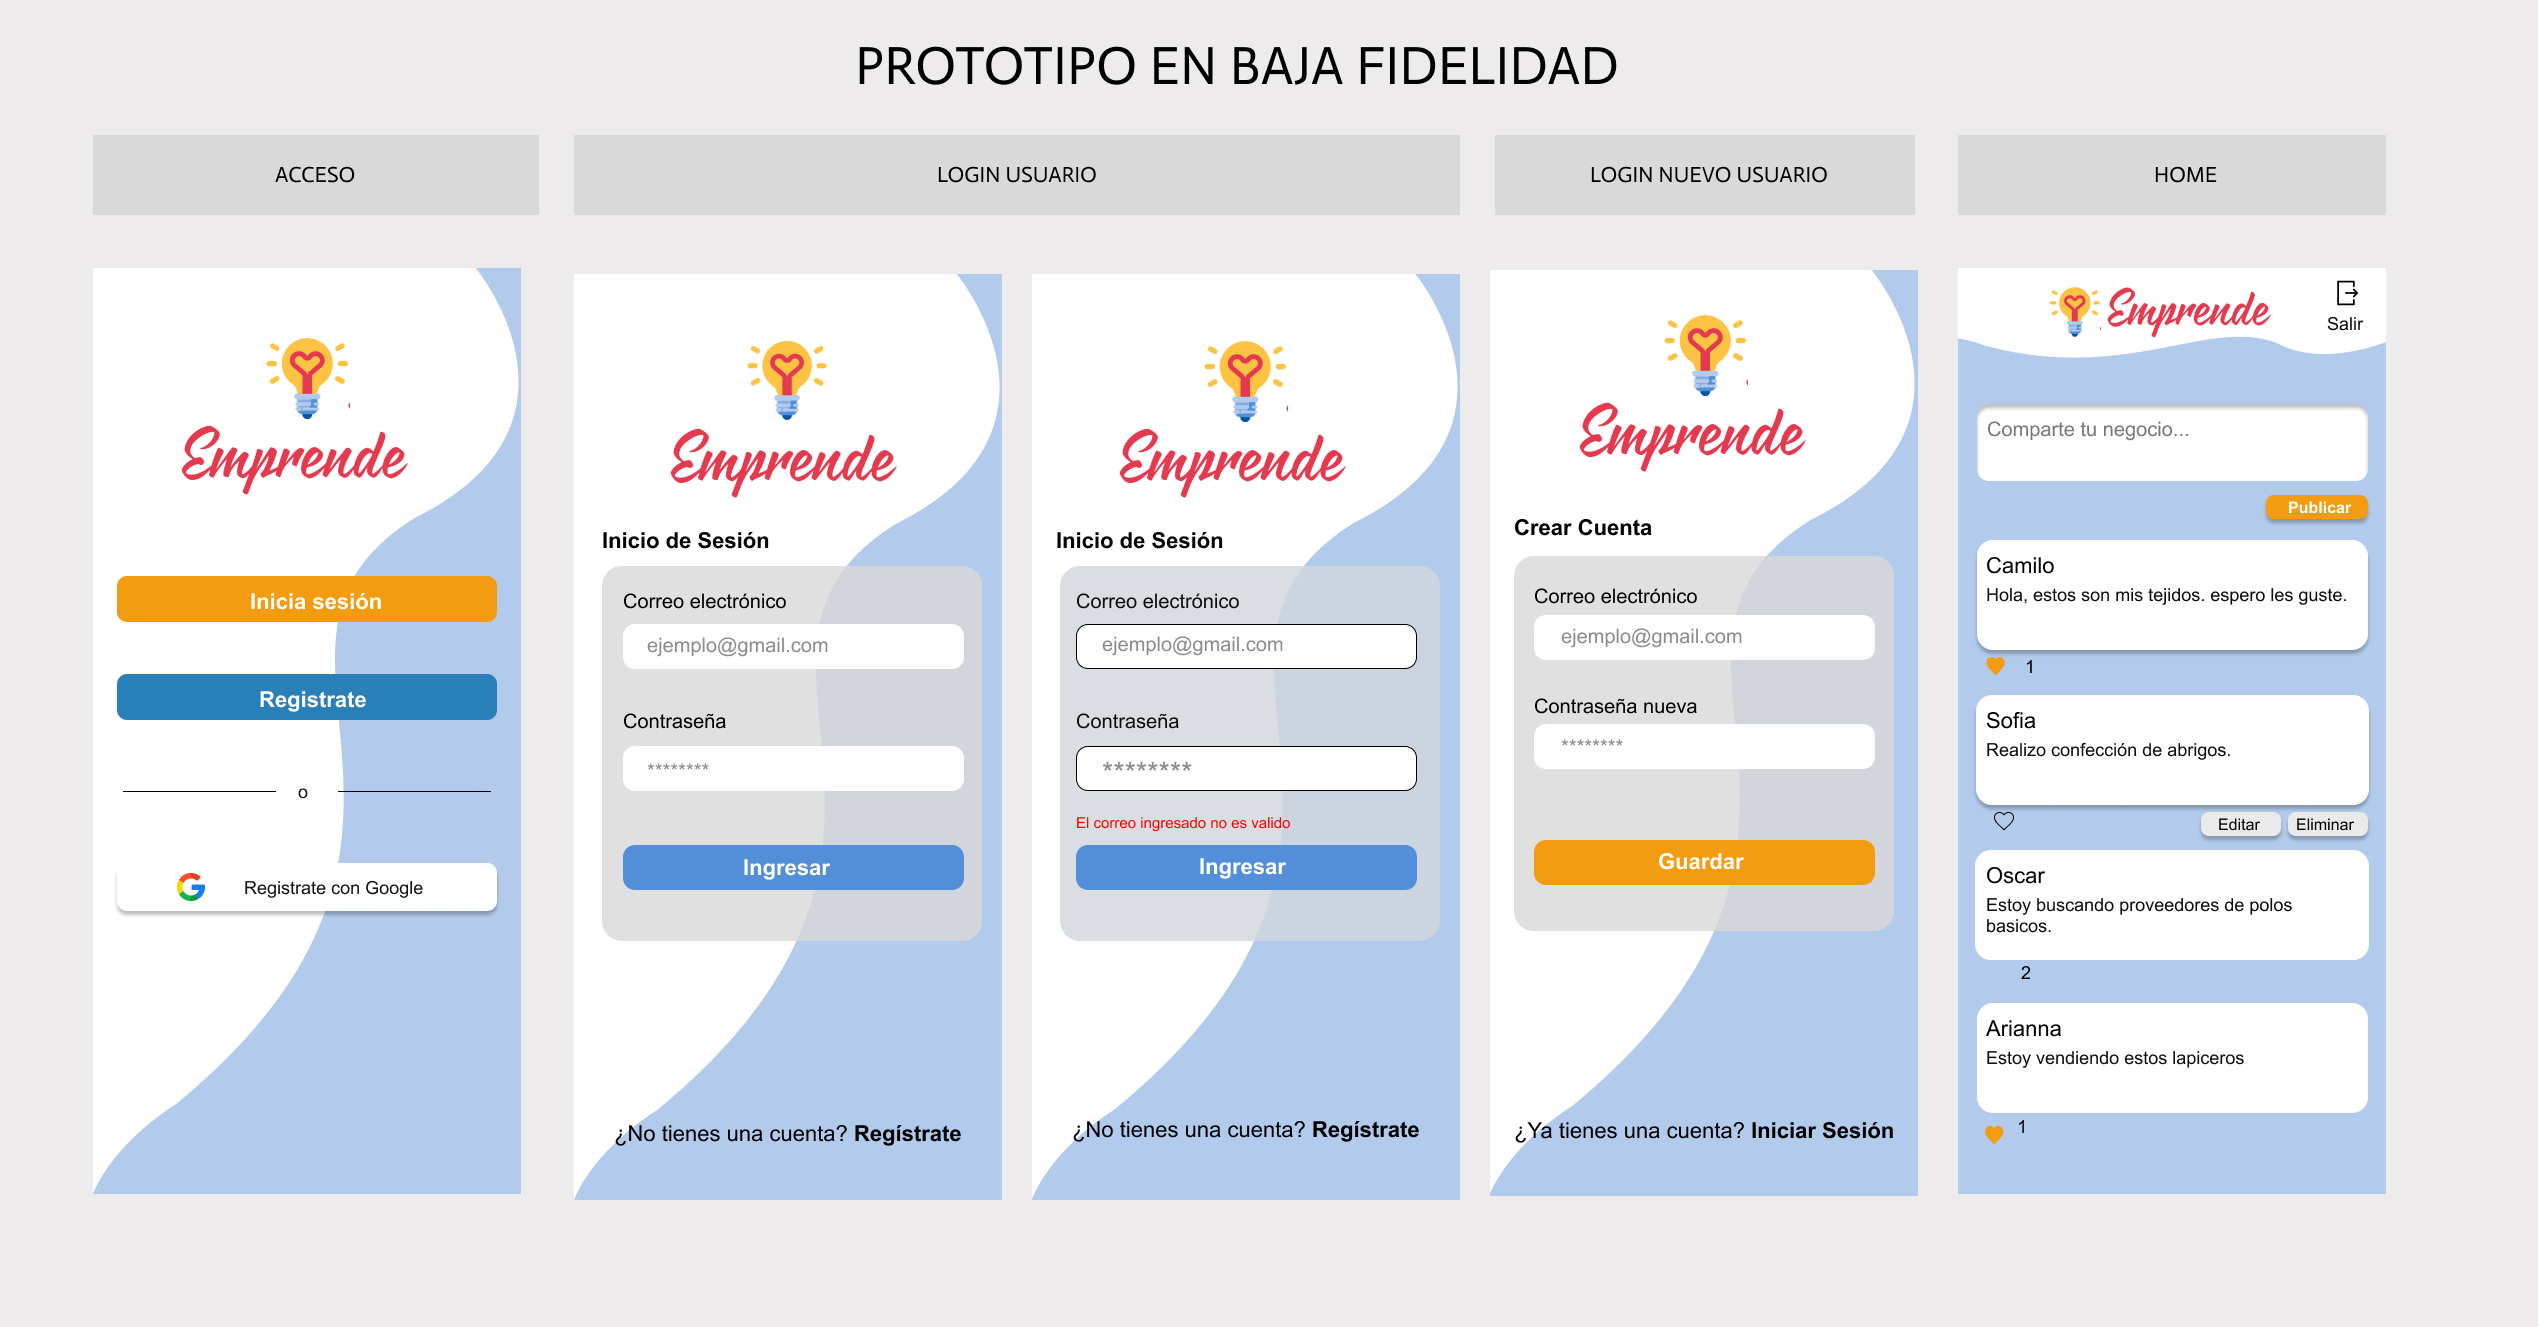 PROTOTIPO EN BAJA FIDELIDAD
ACCESO
LOGIN USUARIO
LOGIN NUEVO USUARIO
HOME
Emprende
Inicia sesión
Registrate
o
Registrate con Google
Emprende
Inicio de Sesión
Correo electrónico
ejemplo@gmail.com
Contraseña
********
Ingresar
¿No tienes una cuenta? Regístrate
Emprende
Inicio de Sesión
Correo electrónico
ejemplo@gmail.com
Contraseña
********
El correo ingresado no es valido
Ingresar
¿No tienes una cuenta? Regístrate
Emprende
Crear Cuenta
Correo electrónico
ejemplo@gmail.com
Contraseña nueva
********
Guardar
¿Ya tienes una cuenta? Iniciar Sesión
Emprende
Salir
Comparte tu negocio...
Publicar
Camilo
Hola, estos son mis tejidos. espero les guste.
1
Sofia
Realizo confección de abrigos.
Editar
Eliminar
Oscar
Estoy buscando proveedores de polos
basicos.
2
Arianna
Estoy vendiendo estos lapiceros
1